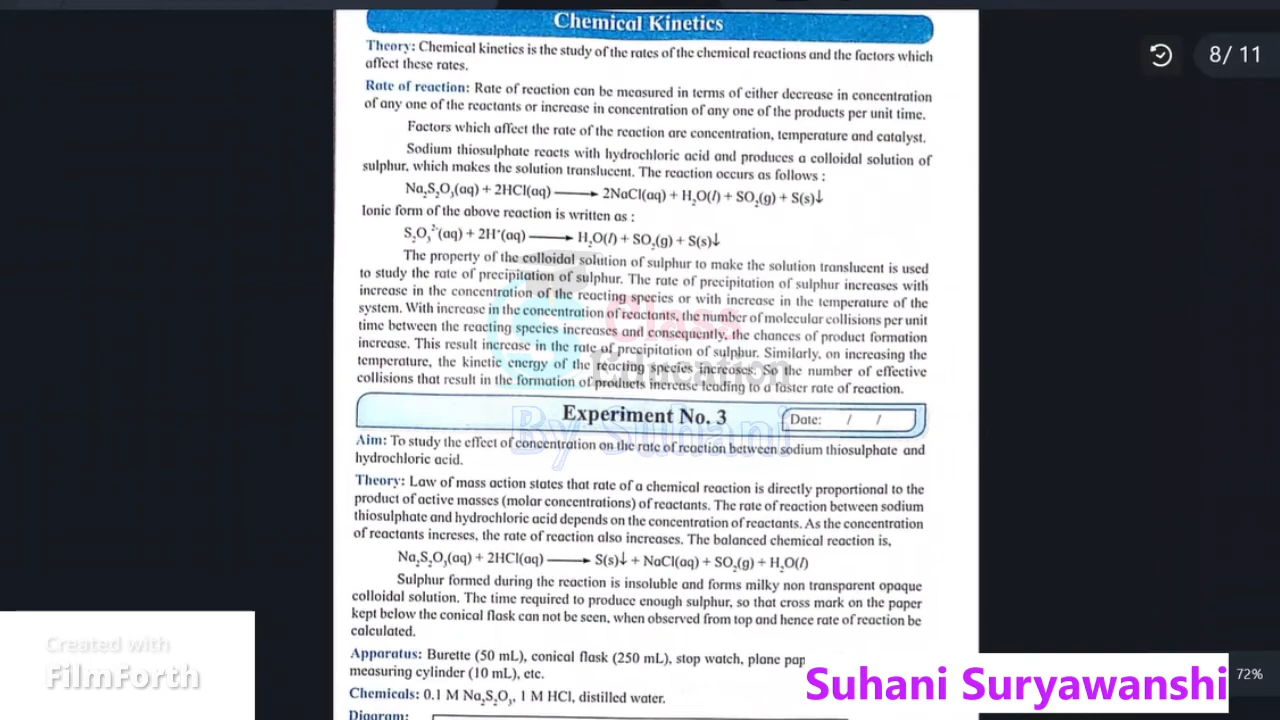 Chemical Kinetics
8/ 11
Theory: Chemical kinetics is the study of the rates of the chemical reactions and the factors which
affect these rates.
Rate of reaction: Rate of reaction can be measured in terms of either decrease in concentration
of any one of the reactants or increase in concentration of any one of the products per unit time.
Factors which affect the rate of the reaction are concentration, temperature and catalyst.
Sodium thiosulphate reacts with hydrochloric acid and produces a colloidal solution of
sulphur, which makes the solution translucent. The reaction occurs as follows :
Na₂S₂O₃(aq) + 2HCl(aq) ⟶ 2NaCl(aq) + H₂O(l) + SO₂(g) + S(s)↓
Ionic form of the above reaction is written as :
S₂O₃²⁻(aq) + 2H⁺(aq) ⟶ H₂O(l) + SO₂(g) + S(s)↓
The property of the colloidal solution of sulphur to make the solution translucent is used
to study the rate of precipitation of sulphur. The rate of precipitation of sulphur increases with
increase in the concentration of the reacting species or with increase in the temperature of the
system. With increase in the concentration of reactants, the number of molecular collisions per unit
time between the reacting species increases and consequently, the chances of product formation
increase. This result increase in the rate of precipitation of sulphur. Similarly, on increasing the
temperature, the kinetic energy of the reacting species increases. So the number of effective
collisions that result in the formation of products increase leading to a faster rate of reaction.
Class
Education
By Suhani
Experiment No. 3
Date: / /
Aim: To study the effect of concentration on the rate of reaction between sodium thiosulphate and
hydrochloric acid.
Theory: Law of mass action states that rate of a chemical reaction is directly proportional to the
product of active masses (molar concentrations) of reactants. The rate of reaction between sodium
thiosulphate and hydrochloric acid depends on the concentration of reactants. As the concentration
of reactants increses, the rate of reaction also increases. The balanced chemical reaction is,
Na₂S₂O₃(aq) + 2HCl(aq) ⟶ S(s)↓ + NaCl(aq) + SO₂(g) + H₂O(l)
Sulphur formed during the reaction is insoluble and forms milky non transparent opaque
colloidal solution. The time required to produce enough sulphur, so that cross mark on the paper
kept below the conical flask can not be seen, when observed from top and hence rate of reaction be
calculated.
Apparatus: Burette (50 mL), conical flask (250 mL), stop watch, plane pap
measuring cylinder (10 mL), etc.
Chemicals: 0.1 M Na₂S₂O₃, 1 M HCl, distilled water.
Diagram:
Created with
FilmForth
Suhani Suryawanshi
72%